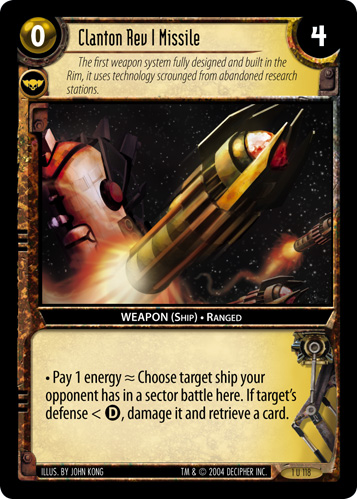 0 Clanton Rev 1 Missile 4
The first weapon system fully designed and built in the
Rim, it uses technology scrounged from abandoned research
stations.
WEAPON (SHIP) • RANGED
• Pay 1 energy ≈ Choose target ship your
opponent has in a sector battle here. If target's
defense < D, damage it and retrieve a card.
ILLUS. BY JOHN KONG TM & © 2004 DECIPHER INC. 1 U 118